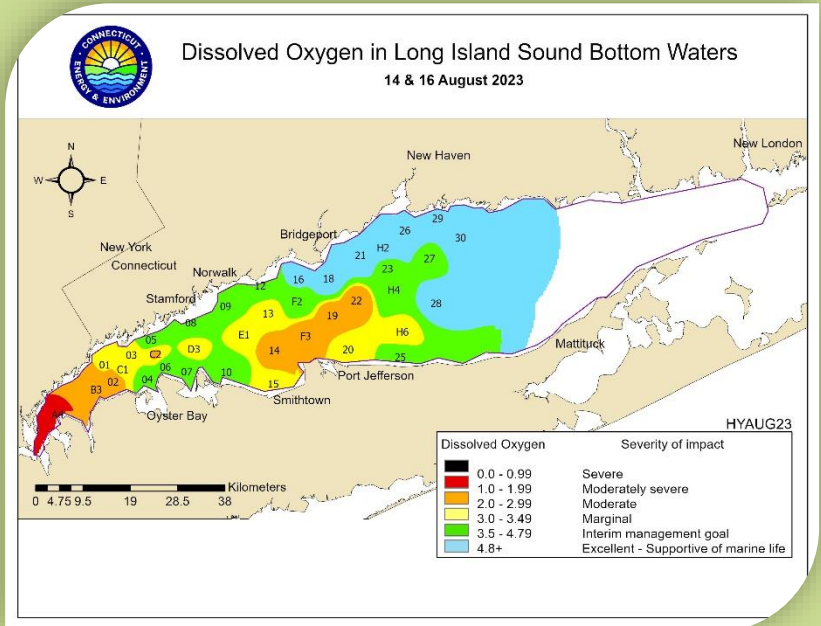 CONNECTICUT
ENERGY & ENVIRONMENT
Dissolved Oxygen in Long Island Sound Bottom Waters
14 & 16 August 2023
N
W E
S
New London
New Haven
29
26
30
Bridgeport
H2
New York
21
27
Connecticut
23
Norwalk
16
18
12
H4
Stamford
F2
22
28
09
13
19
08
05
E1
F3
H6
03
C2
D3
14
20
01
C1
06
25
Mattituck
02
04
07
10
15
Port Jefferson
B3
Smithtown
Oyster Bay
A4
HYAUG23
Kilometers
0 4.75 9.5 19 28.5 38
Dissolved Oxygen Severity of impact
0.0 - 0.99 Severe
1.0 - 1.99 Moderately severe
2.0 - 2.99 Moderate
3.0 - 3.49 Marginal
3.5 - 4.79 Interim management goal
4.8+ Excellent - Supportive of marine life